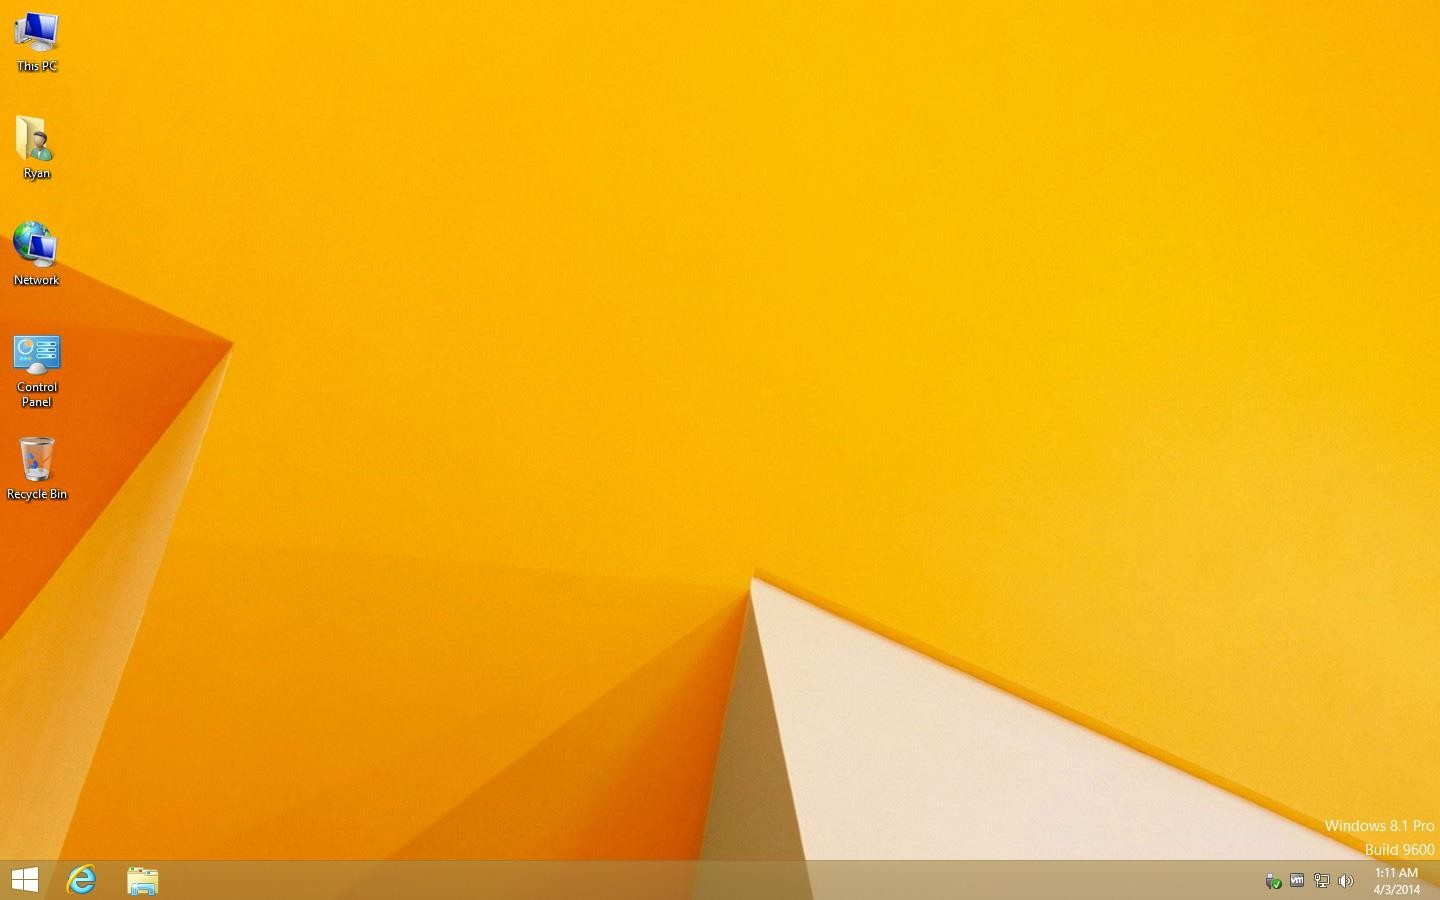 This PC
Ryan
Network
Control
Panel
Recycle Bin
Windows 8.1 Pro
Build 9600
vm
1:11 AM
4/3/2014